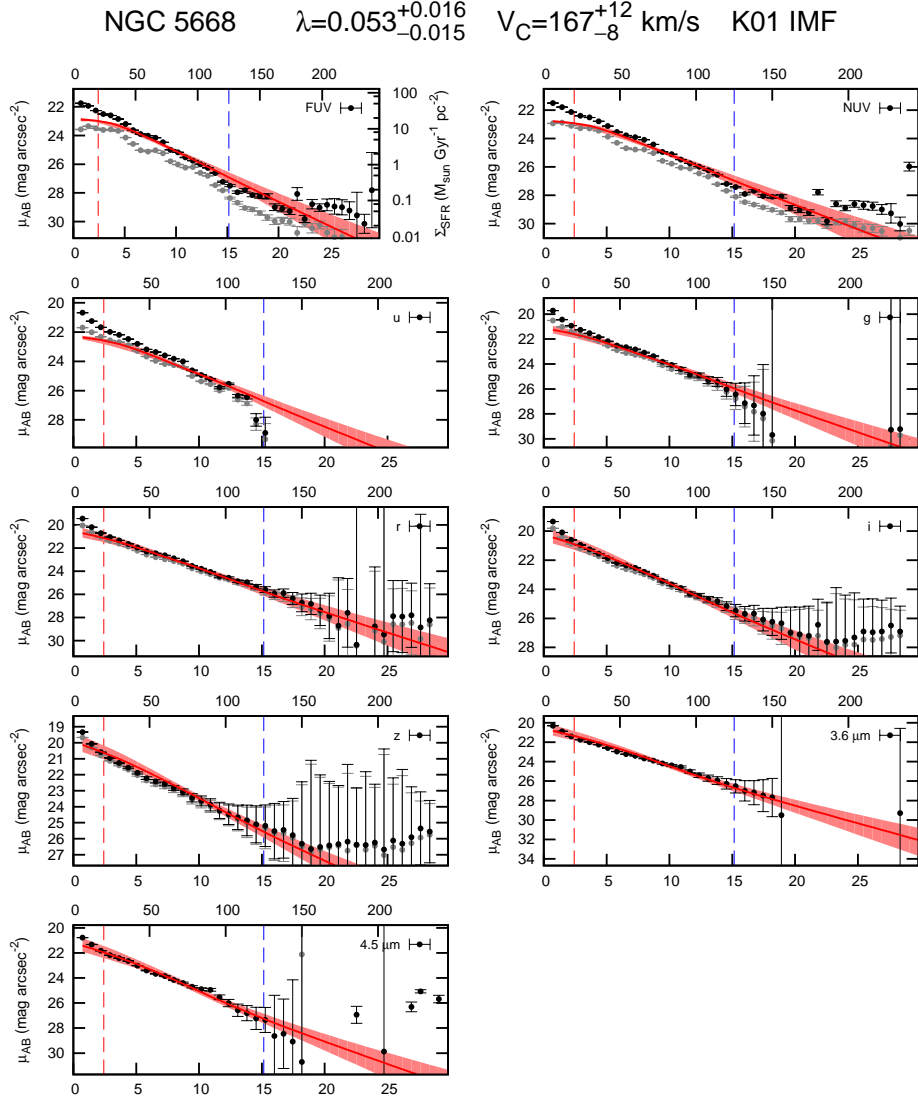 NGC 5668 λ=0.053+0.016−0.015 VC=167+12−8 km/s K01 IMF
0 50 100 150 200
22 24 26 28 30
μAB (mag arcsec-2)
FUV
100 10 1 0.1 0.01
ΣSFR (Msun Gyr-1 pc-2)
0 5 10 15 20 25
0 50 100 150 200
22 24 26 28 30
μAB (mag arcsec-2)
NUV
0 5 10 15 20 25
0 50 100 150 200
20 22 24 26 28
μAB (mag arcsec-2)
u
0 5 10 15 20 25
0 50 100 150 200
20 22 24 26 28 30
μAB (mag arcsec-2)
g
0 5 10 15 20 25
0 50 100 150 200
20 22 24 26 28 30
μAB (mag arcsec-2)
r
0 5 10 15 20 25
0 50 100 150 200
20 22 24 26 28
μAB (mag arcsec-2)
i
0 5 10 15 20 25
0 50 100 150 200
19 20 21 22 23 24 25 26 27
μAB (mag arcsec-2)
z
0 5 10 15 20 25
0 50 100 150 200
20 22 24 26 28 30 32 34
μAB (mag arcsec-2)
3.6 μm
0 5 10 15 20 25
0 50 100 150 200
20 22 24 26 28 30
μAB (mag arcsec-2)
4.5 μm
0 5 10 15 20 25